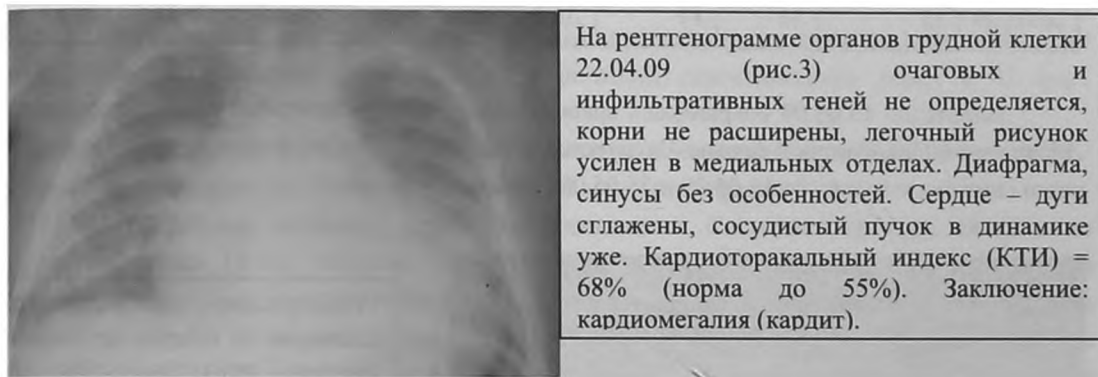 На рентгенограмме органов грудной клетки
22.04.09 (рис.3) очаговых и
инфильтративных теней не определяется,
корни не расширены, легочный рисунок
усилен в медиальных отделах. Диафрагма,
синусы без особенностей. Сердце – дуги
сглажены, сосудистый пучок в динамике
уже. Кардиоторакальный индекс (КТИ) =
68% (норма до 55%). Заключение:
кардиомегалия (кардит).